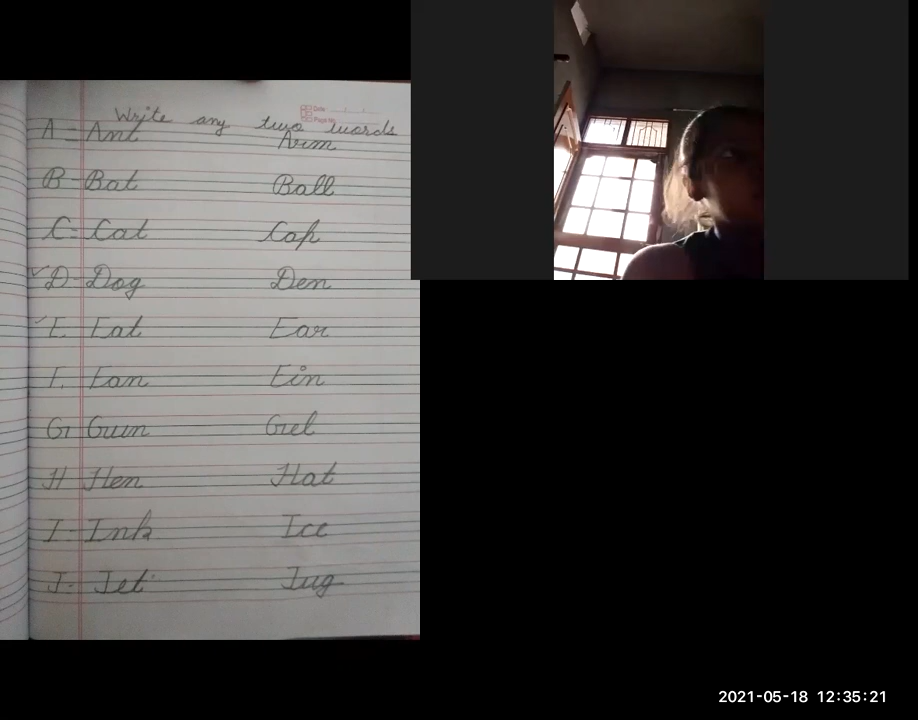 Write any two words
A = Ant Arm
B - Bat Ball
C = Cat Cap
D - Dog Den
E. Eat Ear
F. Fan Fin
G Gun Gel
H Hen Hat
I - Ink Ice
J - Jet Jug
2021-05-18 12:35:21